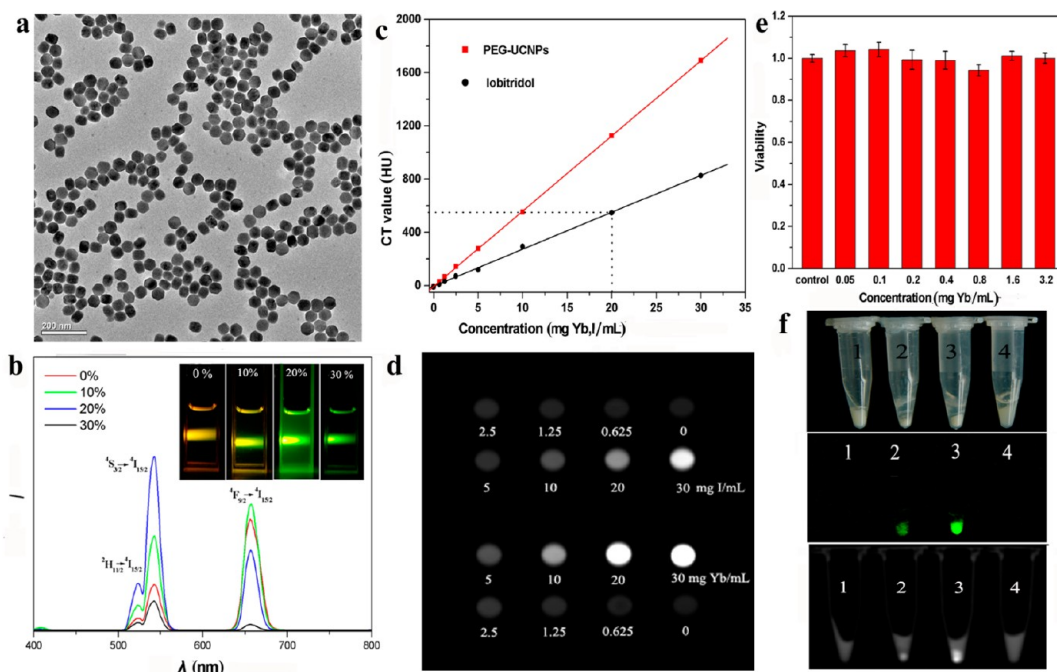 a
200 nm
b
0%
10%
20%
30%
0 %
10%
20%
30 %
⁴S₃/₂→⁴I₁₅/₂
²H₁₁/₂→⁴I₁₅/₂
⁴F₉/₂→⁴I₁₅/₂
I
400 500 600 700 800
λ (nm)
c
2000
1600
1200
800
400
0
CT value (HU)
PEG-UCNPs
Iobitridol
0 5 10 15 20 25 30 35
Concentration (mg Yb,I/mL)
d
2.5 1.25 0.625 0
5 10 20 30 mg I/mL
5 10 20 30 mg Yb/mL
2.5 1.25 0.625 0
e
1.2
1.0
0.8
0.6
0.4
0.2
0.0
Viability
control 0.05 0.1 0.2 0.4 0.8 1.6 3.2
Concentration (mg Yb/mL)
f
1 2 3 4
1 2 3 4
1 2 3 4